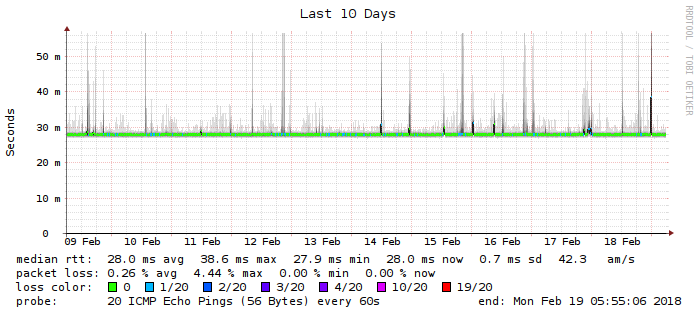 Last 10 Days
RRDTOOL / TOBI OETIKER
Seconds
50 m
40 m
30 m
20 m
10 m
0
09 Feb 10 Feb 11 Feb 12 Feb 13 Feb 14 Feb 15 Feb 16 Feb 17 Feb 18 Feb
median rtt: 28.0 ms avg 38.6 ms max 27.9 ms min 28.0 ms now 0.7 ms sd 42.3 am/s
packet loss: 0.26 % avg 4.44 % max 0.00 % min 0.00 % now
loss color: 0 1/20 2/20 3/20 4/20 10/20 19/20
probe: 20 ICMP Echo Pings (56 Bytes) every 60s end: Mon Feb 19 05:55:06 2018